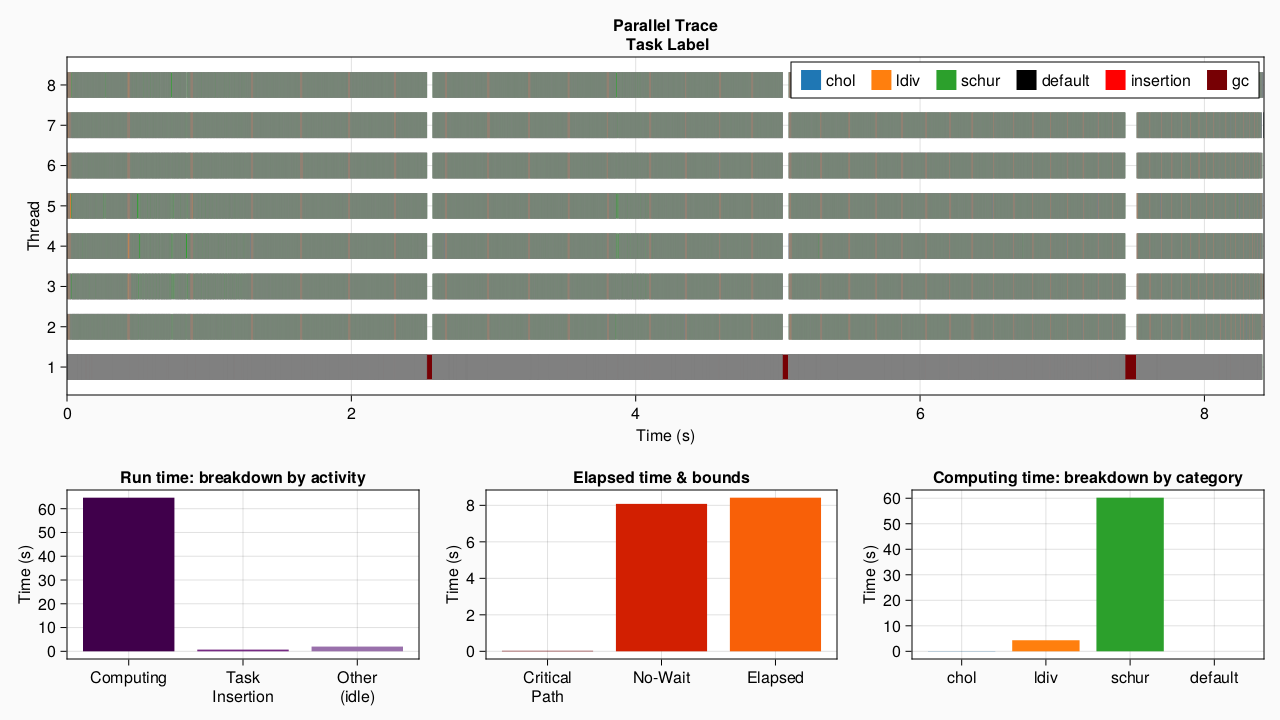 Parallel Trace
Task Label
chol ldiv schur default insertion gc
Thread
8
7
6
5
4
3
2
1
0 2 4 6 8
Time (s)
Run time: breakdown by activity
Time (s)
60
50
40
30
20
10
0
Computing Task Insertion Other (idle)
Elapsed time & bounds
Time (s)
8
6
4
2
0
Critical Path No-Wait Elapsed
Computing time: breakdown by category
Time (s)
60
50
40
30
20
10
0
chol ldiv schur default